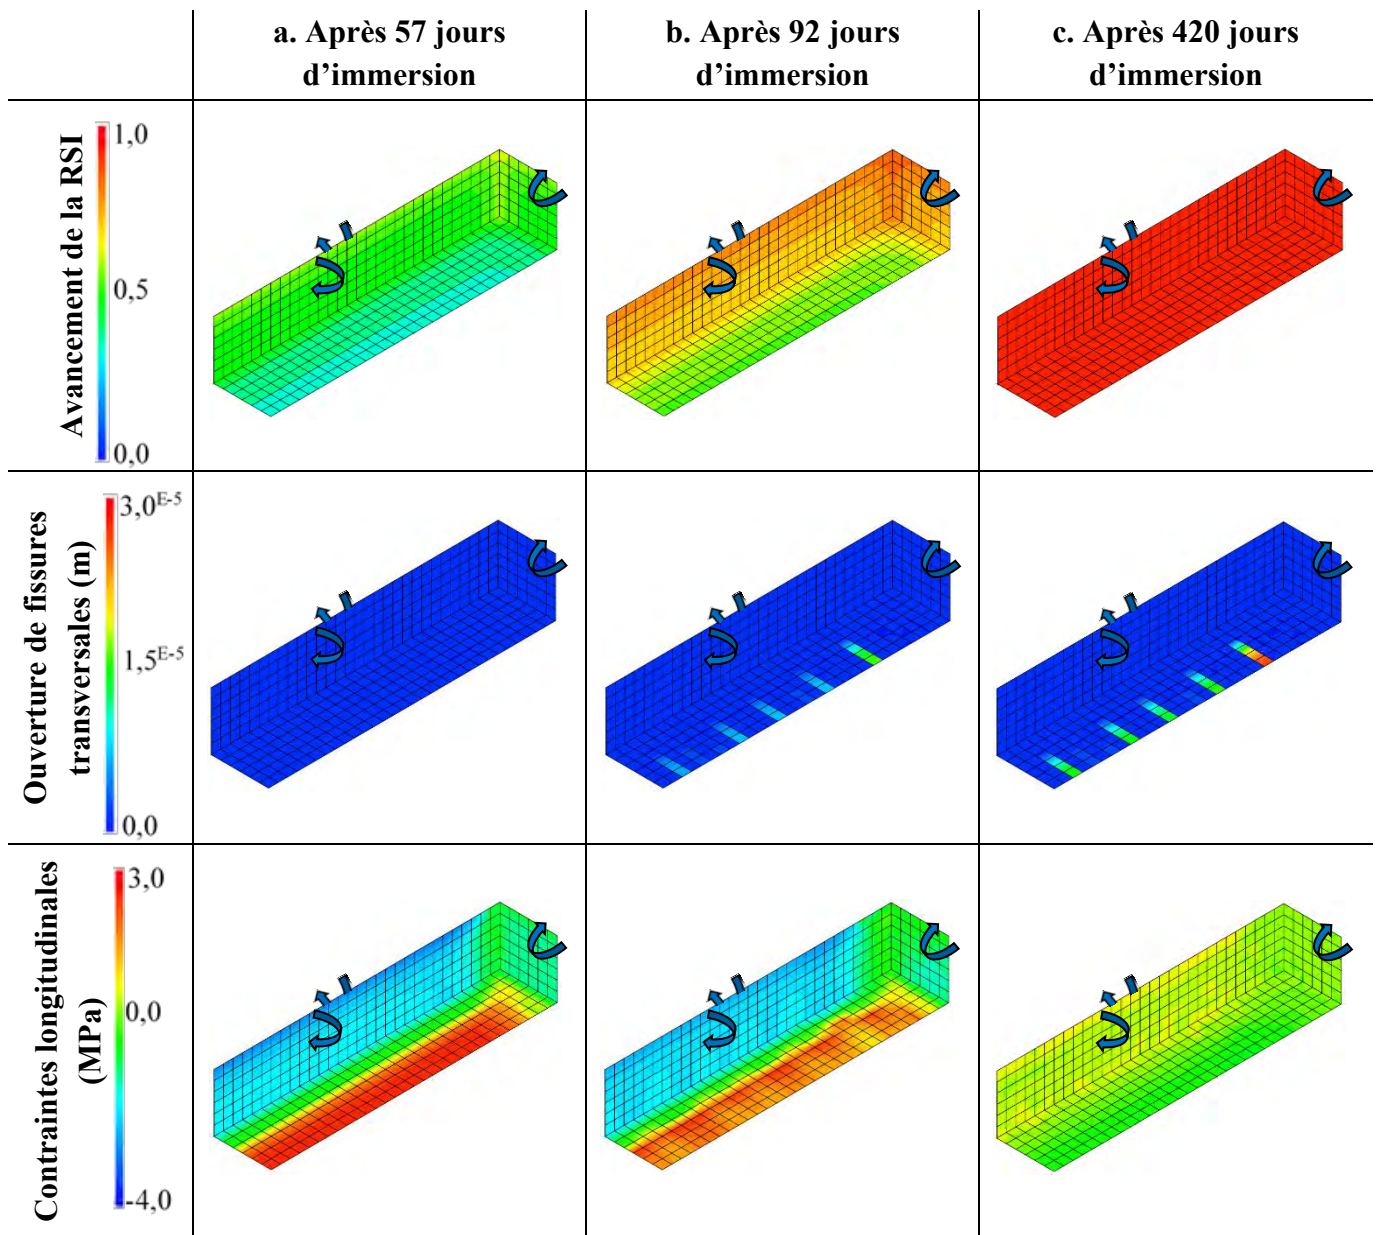 a. Après 57 jours
d’immersion
b. Après 92 jours
d’immersion
c. Après 420 jours
d’immersion
Avancement de la RSI
1,0
0,5
0,0
Ouverture de fissures
transversales (m)
3,0E-5
1,5E-5
0,0
Contraintes longitudinales
(MPa)
3,0
0,0
-4,0